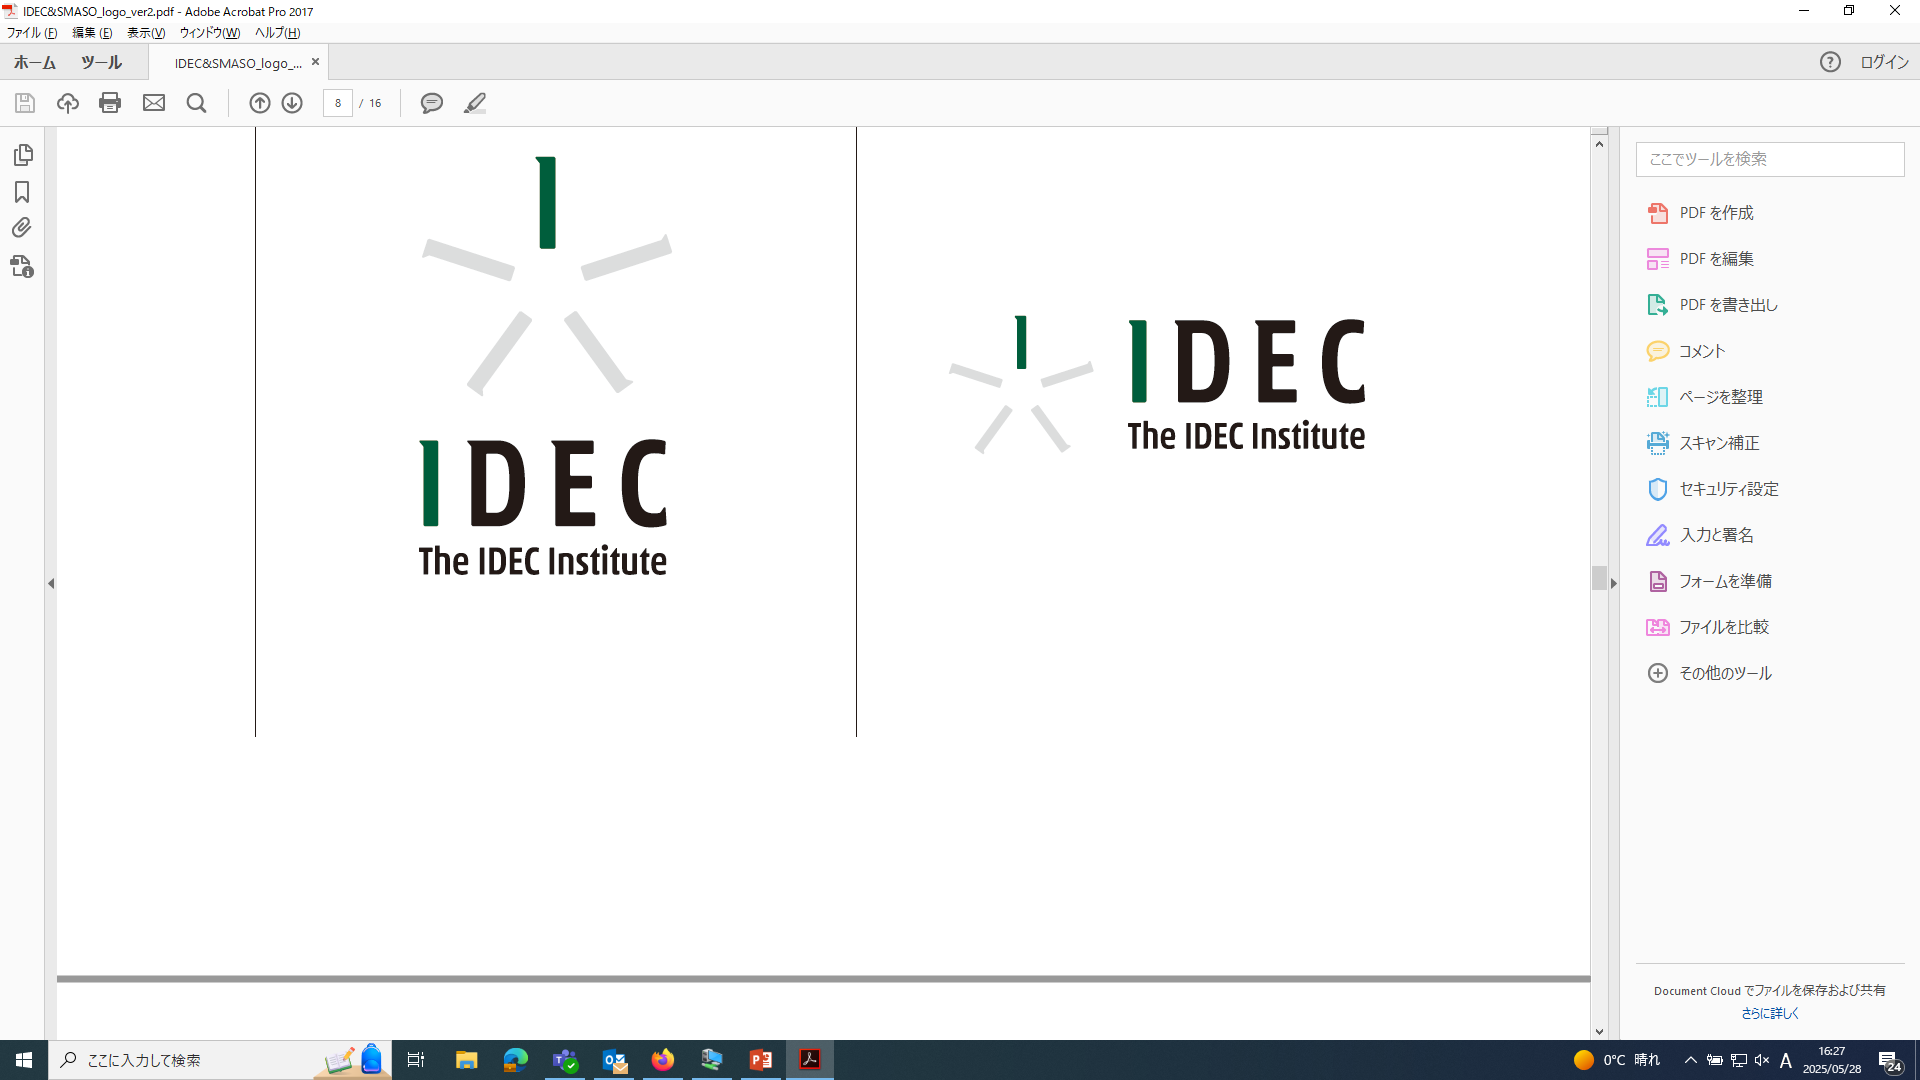 IDEC&SMASO_logo_ver2.pdf - Adobe Acrobat Pro 2017
ファイル (F) 編集 (E) 表示(V) ウィンドウ(W) ヘルプ(H)
ホーム ツール IDEC&SMASO_logo_... ×
ログイン
8 / 16
IDEC
The IDEC Institute
IDEC
The IDEC Institute
ここでツールを検索
PDF を作成
PDF を編集
PDF を書き出し
コメント
ページを整理
スキャン補正
セキュリティ設定
入力と署名
フォームを準備
ファイルを比較
その他のツール
Document Cloud でファイルを保存および共有
さらに詳しく
ここに入力して検索
0°C 晴れ
A
16:27
2025/05/28
24